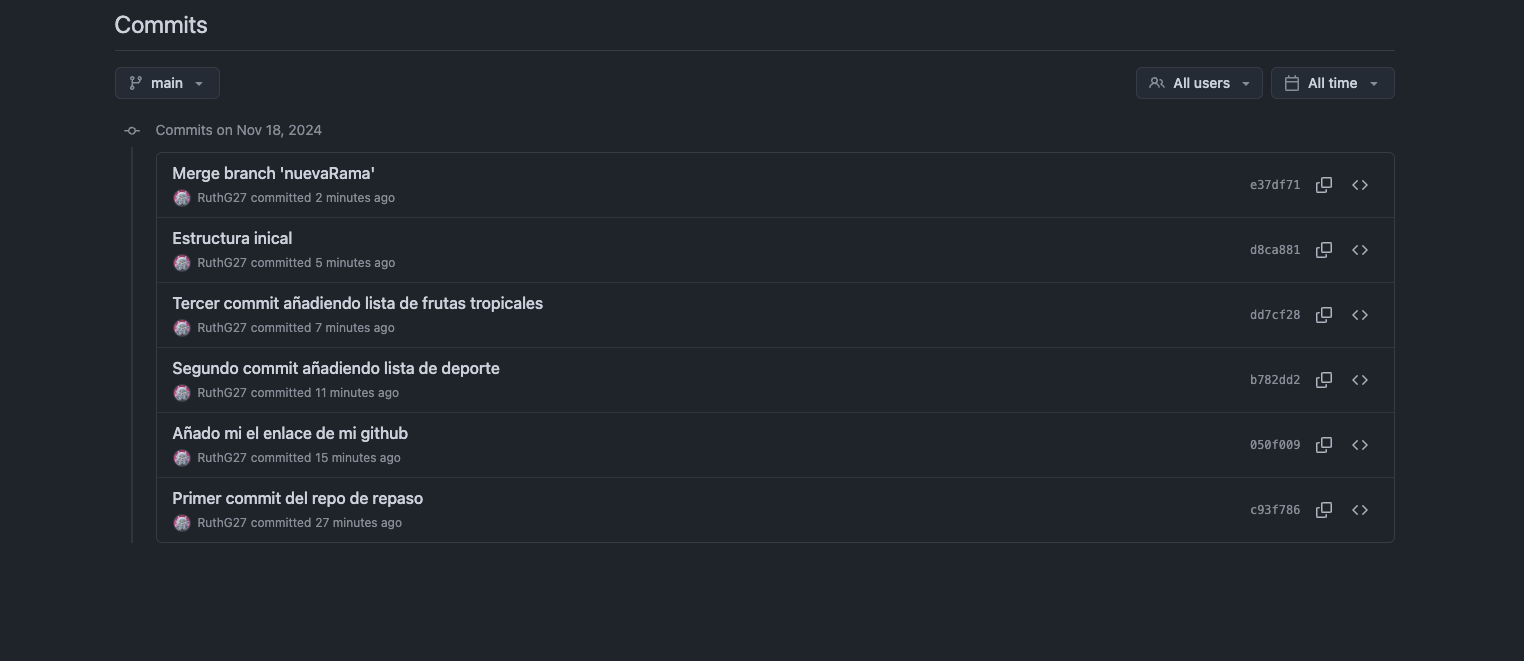 Commits
main
All users
All time
Commits on Nov 18, 2024
Merge branch 'nuevaRama'
RuthG27 committed 2 minutes ago
e37df71
Estructura inical
RuthG27 committed 5 minutes ago
d8ca881
Tercer commit añadiendo lista de frutas tropicales
RuthG27 committed 7 minutes ago
dd7cf28
Segundo commit añadiendo lista de deporte
RuthG27 committed 11 minutes ago
b782dd2
Añado mi el enlace de mi github
RuthG27 committed 15 minutes ago
050f009
Primer commit del repo de repaso
RuthG27 committed 27 minutes ago
c93f786